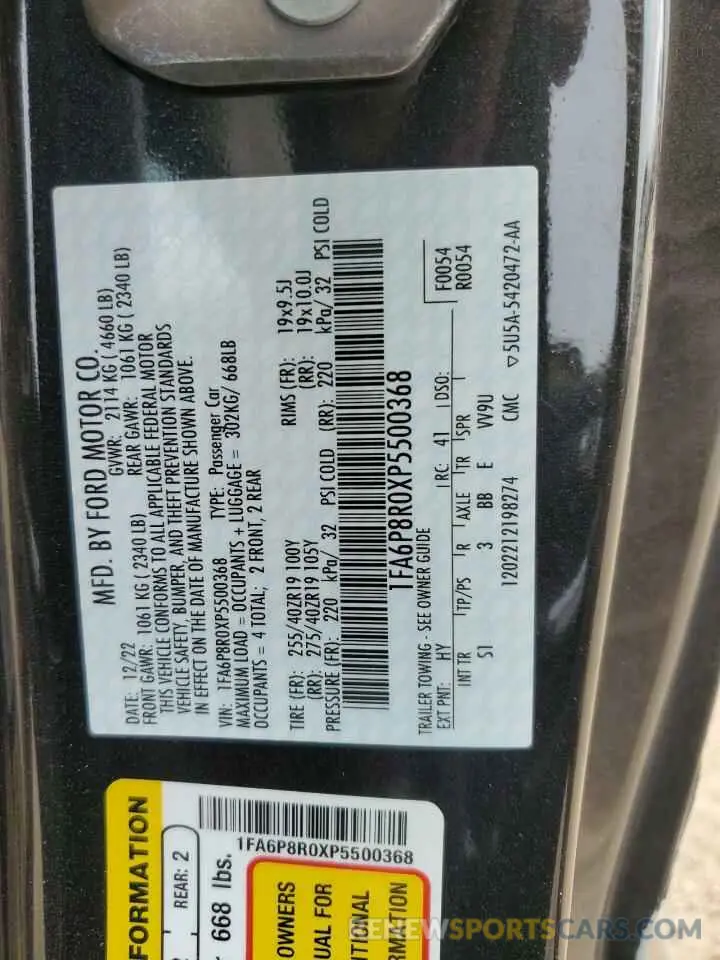 MFD. BY FORD MOTOR CO.
DATE: 12/22 GVWR: 2114 KG ( 4660 LB)
FRONT GAWR: 1061 KG ( 2340 LB) REAR GAWR: 1061 KG ( 2340 LB)
THIS VEHICLE CONFORMS TO ALL APPLICABLE FEDERAL MOTOR
VEHICLE SAFETY, BUMPER, AND THEFT PREVENTION STANDARDS
IN EFFECT ON THE DATE OF MANUFACTURE SHOWN ABOVE.
VIN: 1FA6P8R0XP5500368 TYPE: Passenger Car
MAXIMUM LOAD = OCCUPANTS + LUGGAGE = 302KG/ 668LB
OCCUPANTS = 4 TOTAL; 2 FRONT, 2 REAR
TIRE (FR): 255/40ZR19 100Y RIMS (FR): 19x9.5J
(RR): 275/40ZR19 105Y (RR): 19x10.0J
PRESSURE (FR): 220 kPa/ 32 PSI COLD (RR): 220 kPa/ 32 PSI COLD
1FA6P8R0XP5500368
TRAILER TOWING - SEE OWNER GUIDE F0054
EXT PNT: HY RC: 41 DSO: R0054
INT TR TP/PS R AXLE TR SPR
S1 3 BB E VV9U ▽5U5A-5420472-AA
1202212198274 CMC
FORMATION
REAR: 2
668 lbs.
1FA6P8R0XP5500368
OWNERS
UAL FOR
ITIONAL
RMATION
RENEWSPORTSCARS.COM